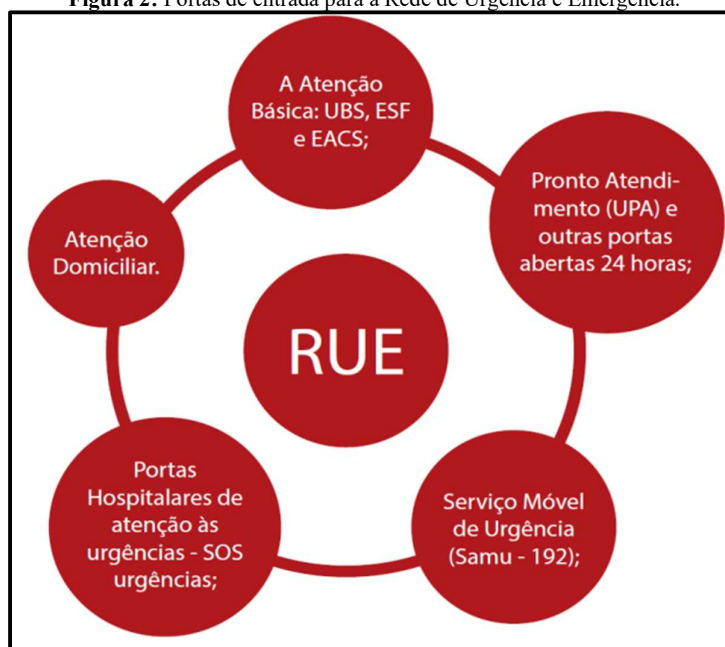 Figura 2: Portas de entrada para a Rede de Urgência e Emergência.
A Atenção
Básica: UBS, ESF
e EACS;
Pronto Atendi-
mento (UPA) e
outras portas
abertas 24 horas;
Serviço Móvel
de Urgência
(Samu - 192);
Portas
Hospitalares de
atenção às
urgências - SOS
urgências;
Atenção
Domiciliar.
RUE